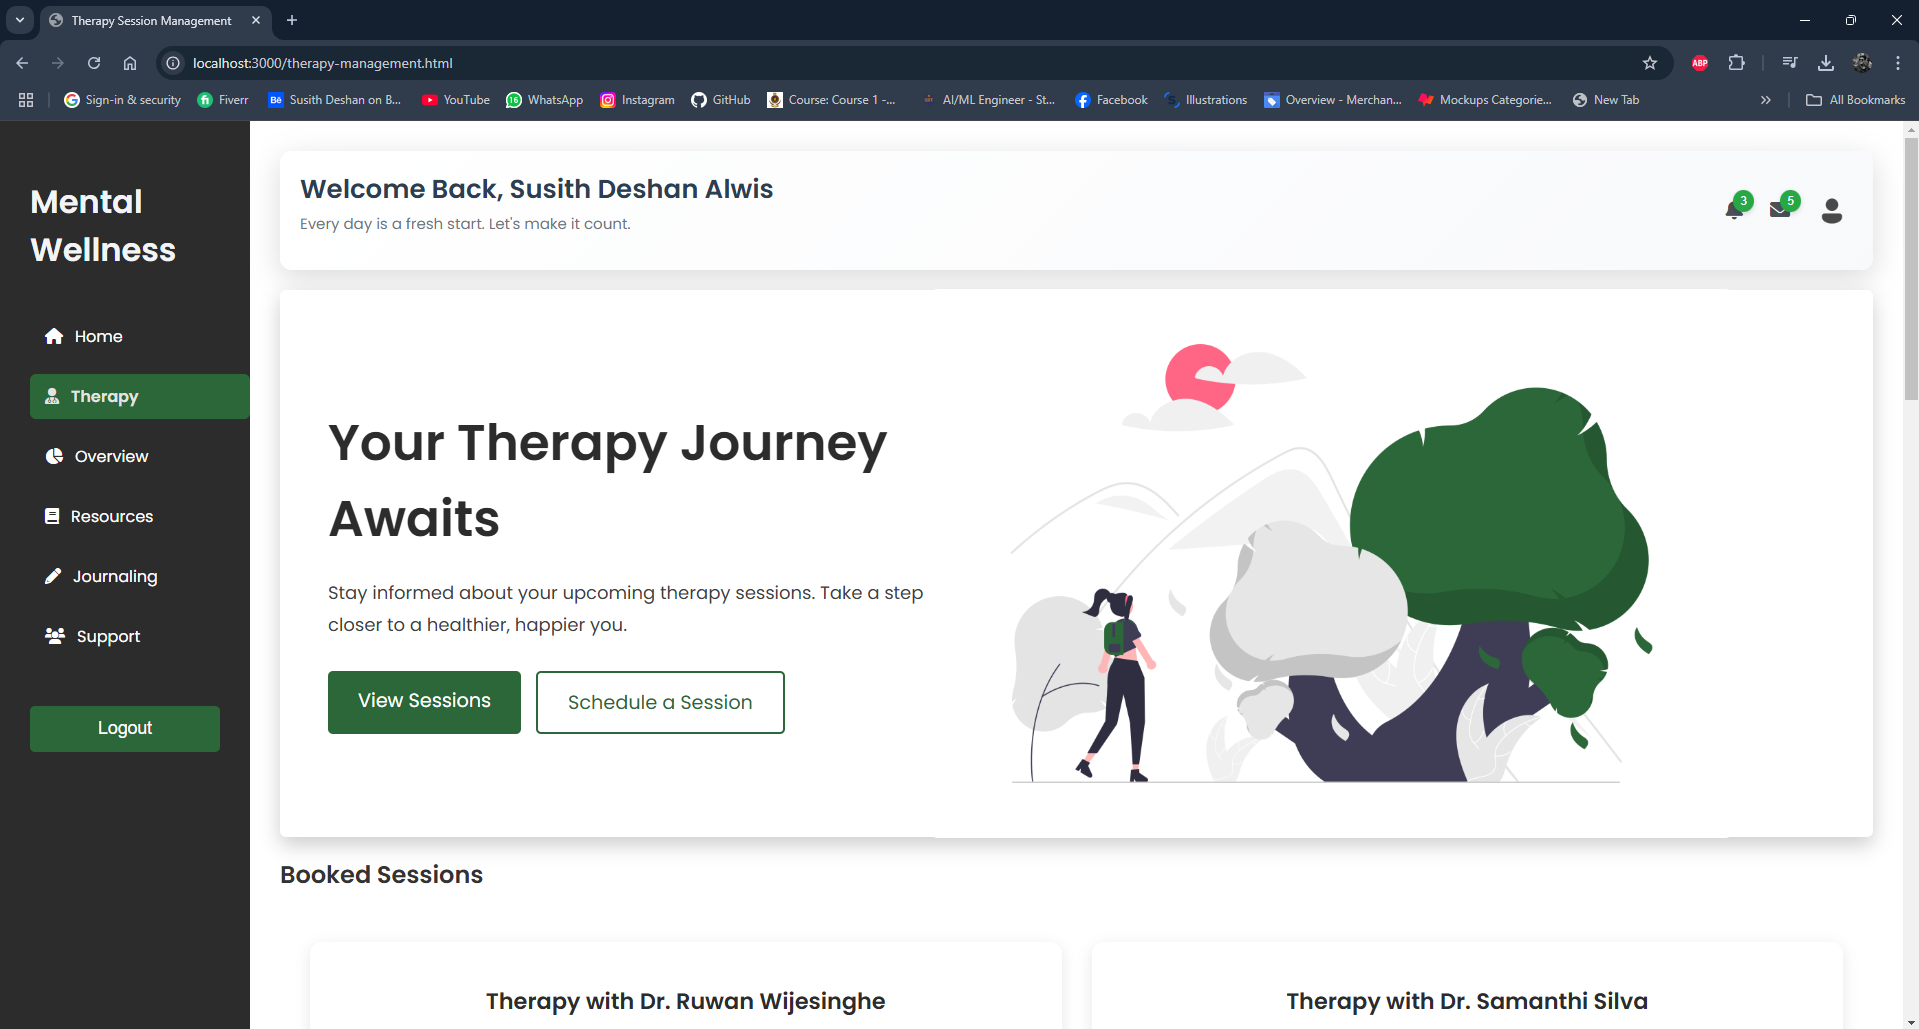 Therapy Session Management
localhost:3000/therapy-management.html
ABP
Sign-in & security
Fiverr
Bē Susith Deshan on B...
YouTube
16 WhatsApp
Instagram
GitHub
Course: Course 1 -...
AI/ML Engineer - St...
Facebook
Illustrations
Overview - Merchan...
Mockups Categorie...
New Tab
All Bookmarks
Mental
Wellness
Home
Therapy
Overview
Resources
Journaling
Support
Logout
Welcome Back, Susith Deshan Alwis
Every day is a fresh start. Let's make it count.
3
5
Your Therapy Journey
Awaits
Stay informed about your upcoming therapy sessions. Take a step
closer to a healthier, happier you.
View Sessions
Schedule a Session
Booked Sessions
Therapy with Dr. Ruwan Wijesinghe
Therapy with Dr. Samanthi Silva